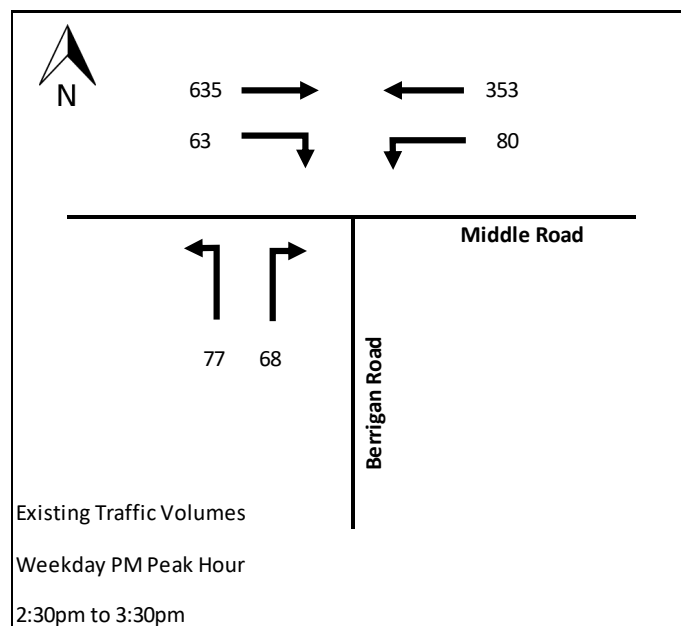 N
635
353
63
80
Middle Road
77 68
Berrigan Road
Existing Traffic Volumes
Weekday PM Peak Hour
2:30pm to 3:30pm